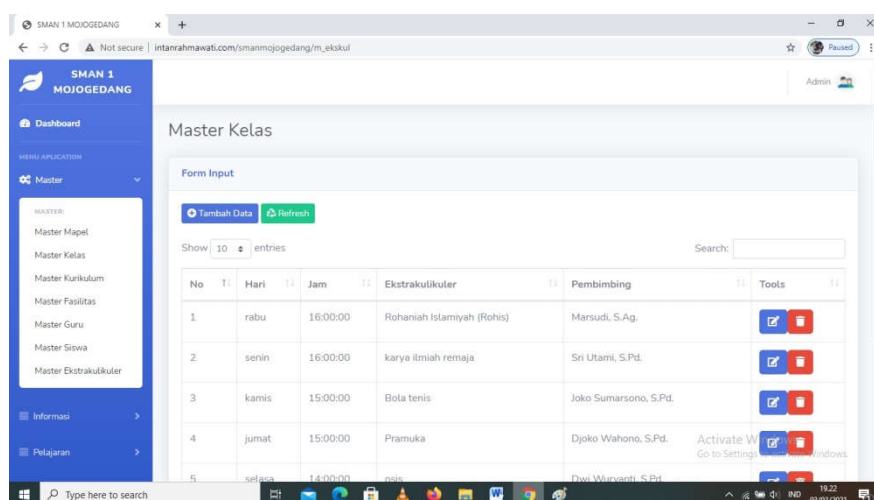 SMAN 1 MOJOGEDANG
Not secure | intanrahmawati.com/smanmojogedang/m_ekskul
Paused
SMAN 1
MOJOGEDANG
Admin
Dashboard
Master Kelas
MENU APLICATION
Master
Form Input
MASTER:
Master Mapel
Master Kelas
Master Kurikulum
Master Fasilitas
Master Guru
Master Siswa
Master Ekstrakulikuler
Informasi
Pelajaran
Tambah Data Refresh
Show 10 entries Search:
No Hari Jam Ekstrakulikuler Pembimbing Tools
1 rabu 16:00:00 Rohaniah Islamiyah (Rohis) Marsudi, S.Ag.
2 senin 16:00:00 karya ilmiah remaja Sri Utami, S.Pd.
3 kamis 15:00:00 Bola tenis Joko Sumarsono, S.Pd.
4 jumat 15:00:00 Pramuka Djoko Wahono, S.Pd.
5 selasa 14:00:00 osis Dwi Wuryanti, S.Pd.
Activate Windows
Go to Settings to activate Windows.
Type here to search
IND
19.22